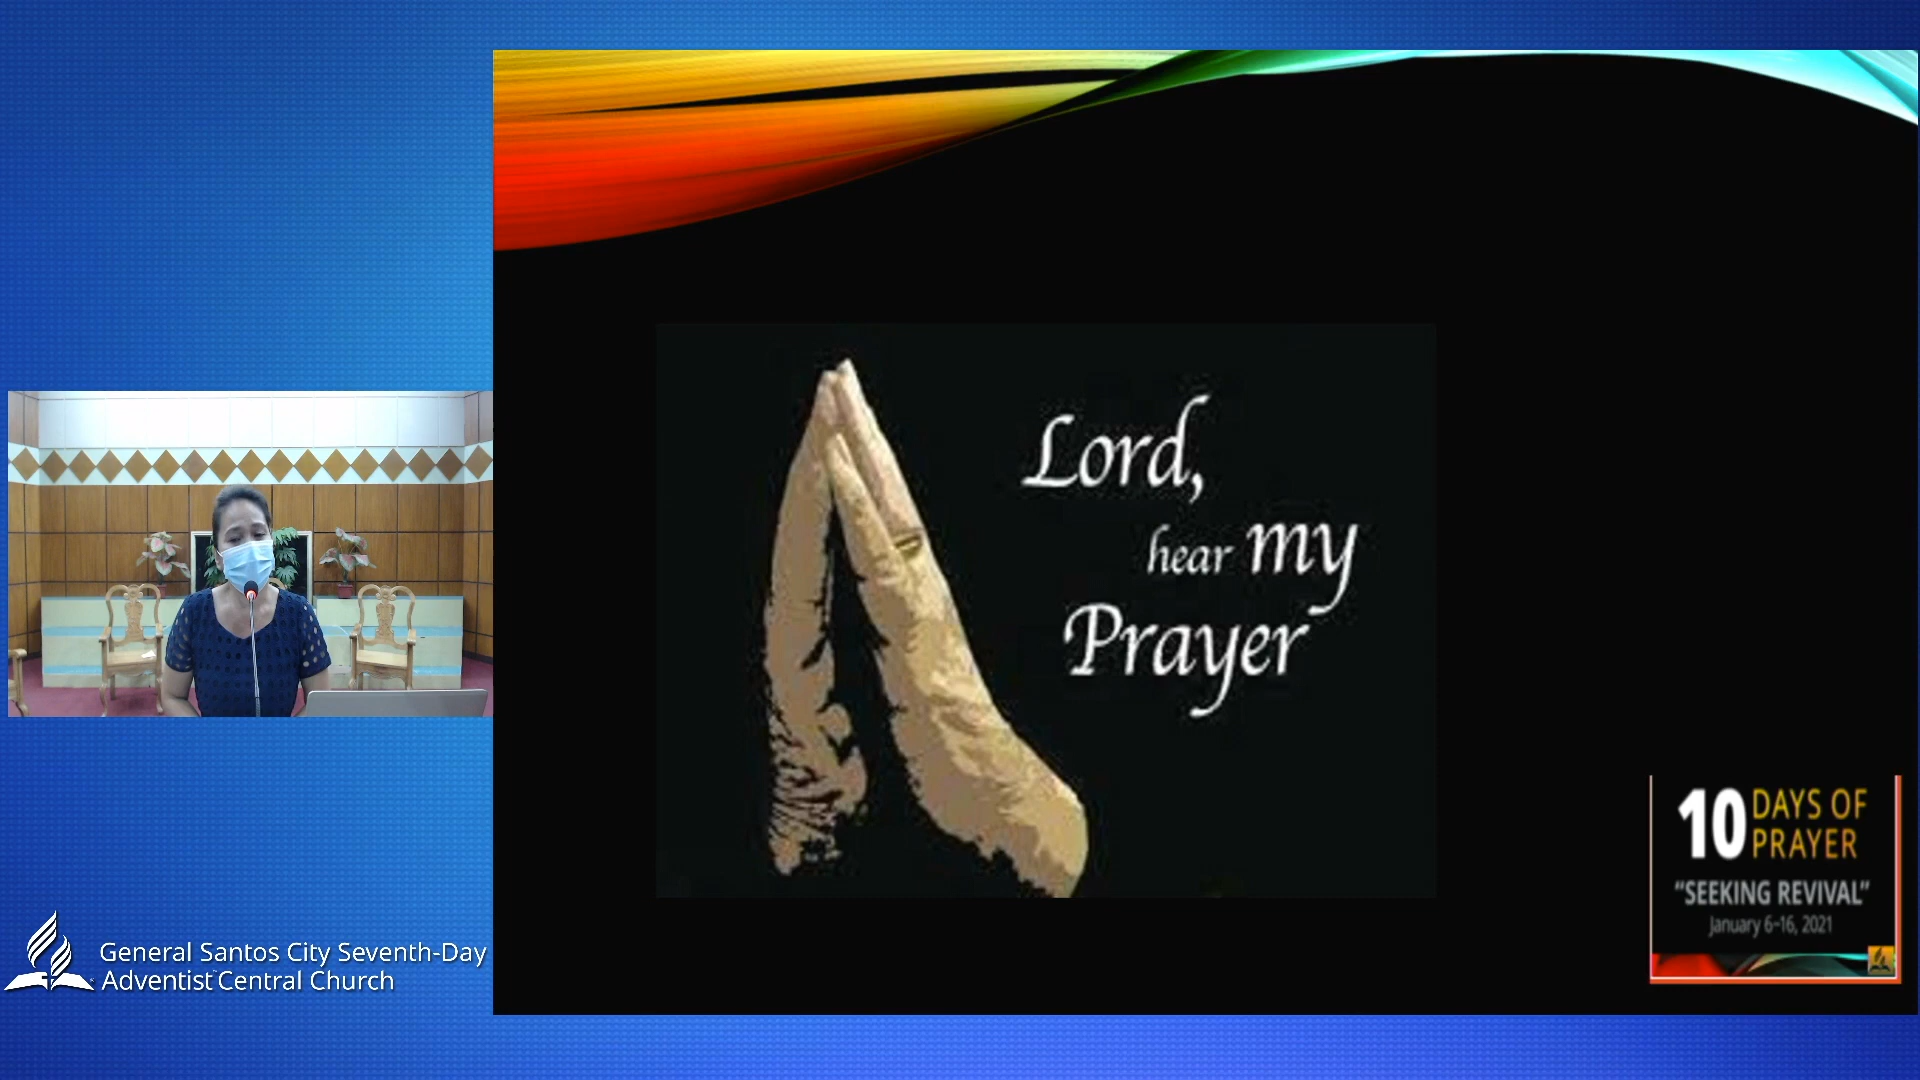 Lord,
hear my
Prayer
10 DAYS OF
PRAYER
"SEEKING REVIVAL"
January 6-16, 2021
General Santos City Seventh-Day
Adventist Central Church